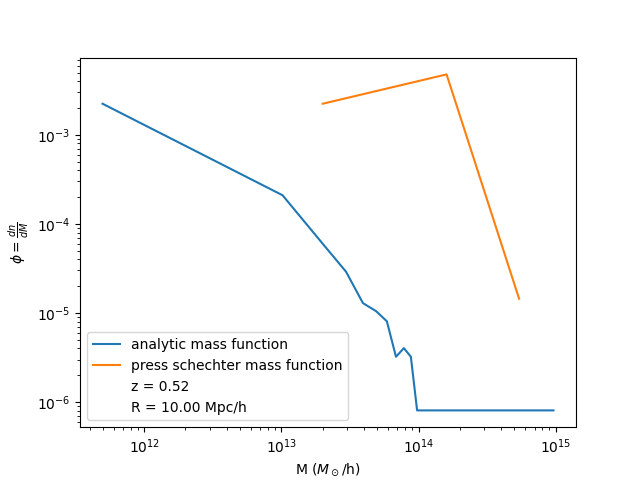 10⁻³
10⁻⁴
10⁻⁵
10⁻⁶
ϕ = dn/dM
analytic mass function
press schechter mass function
z = 0.52
R = 10.00 Mpc/h
10¹² 10¹³ 10¹⁴ 10¹⁵
M (M⊙/h)